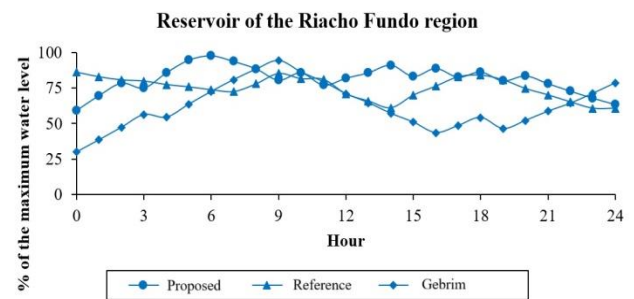 Reservoir of the Riacho Fundo region
% of the maximum water level
100
75
50
25
0
0 3 6 9 12 15 18 21 24
Hour
Proposed Reference Gebrim